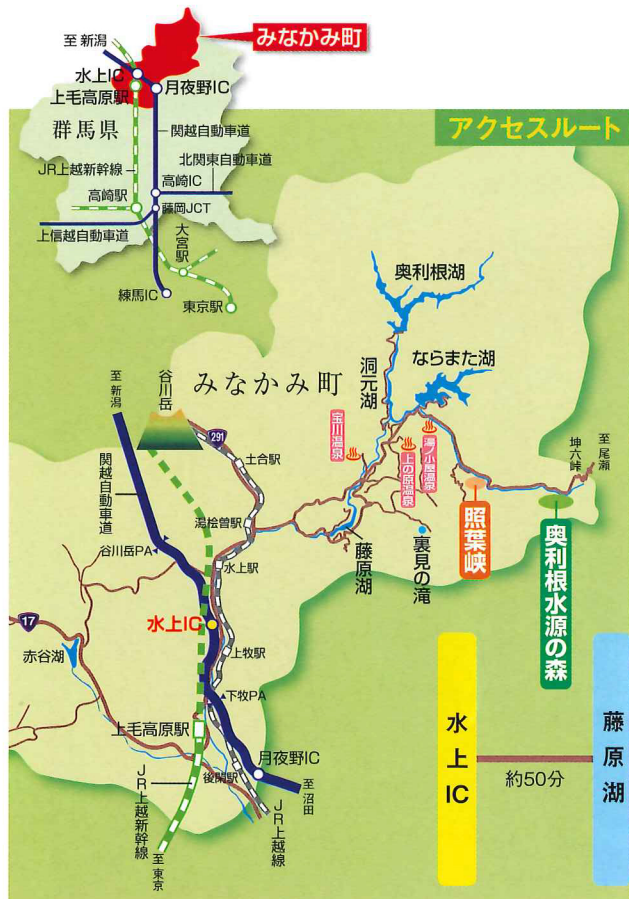 至 新潟
みなかみ町
水上IC
月夜野IC
上毛高原駅
群馬県
関越自動車道
アクセスルート
北関東自動車道
JR上越新幹線
高崎IC
高崎駅
藤岡JCT
上信越自動車道
大宮駅
練馬IC
東京駅
奥利根湖
ならまた湖
洞元湖
みなかみ町
谷川岳
至 新潟
291
土合駅
宝川温泉
湯ノ小屋温泉
上の原温泉
坤六峠
至 尾瀬
関越自動車道
湯桧曽駅
照葉峡
奥利根水源の森
谷川岳PA
水上駅
藤原湖
裏見の滝
17
水上IC
赤谷湖
上牧駅
下牧PA
上毛高原駅
月夜野IC
後閑駅
至 沼田
JR上越新幹線
JR上越線
至 東京
水上IC
約50分
藤原湖